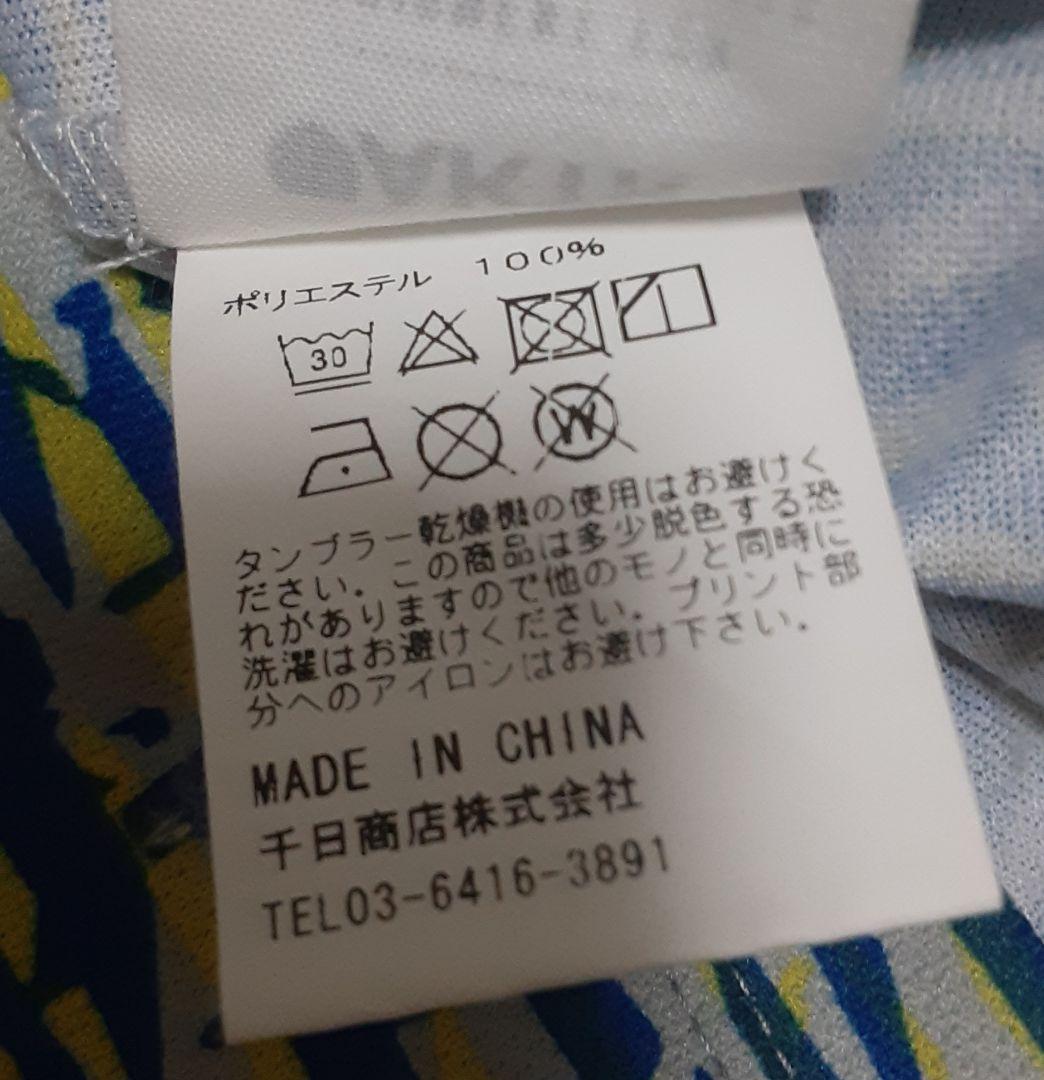 ポリエステル 100%
30
W
タンブラー乾燥機の使用はお避けく
ださい．この商品は多少脱色する恐
れがありますので他のモノと同時に
洗濯はお避けください．プリント部
分へのアイロンはお避け下さい．
MADE IN CHINA
千日商店株式会社
TEL03-6416-3891